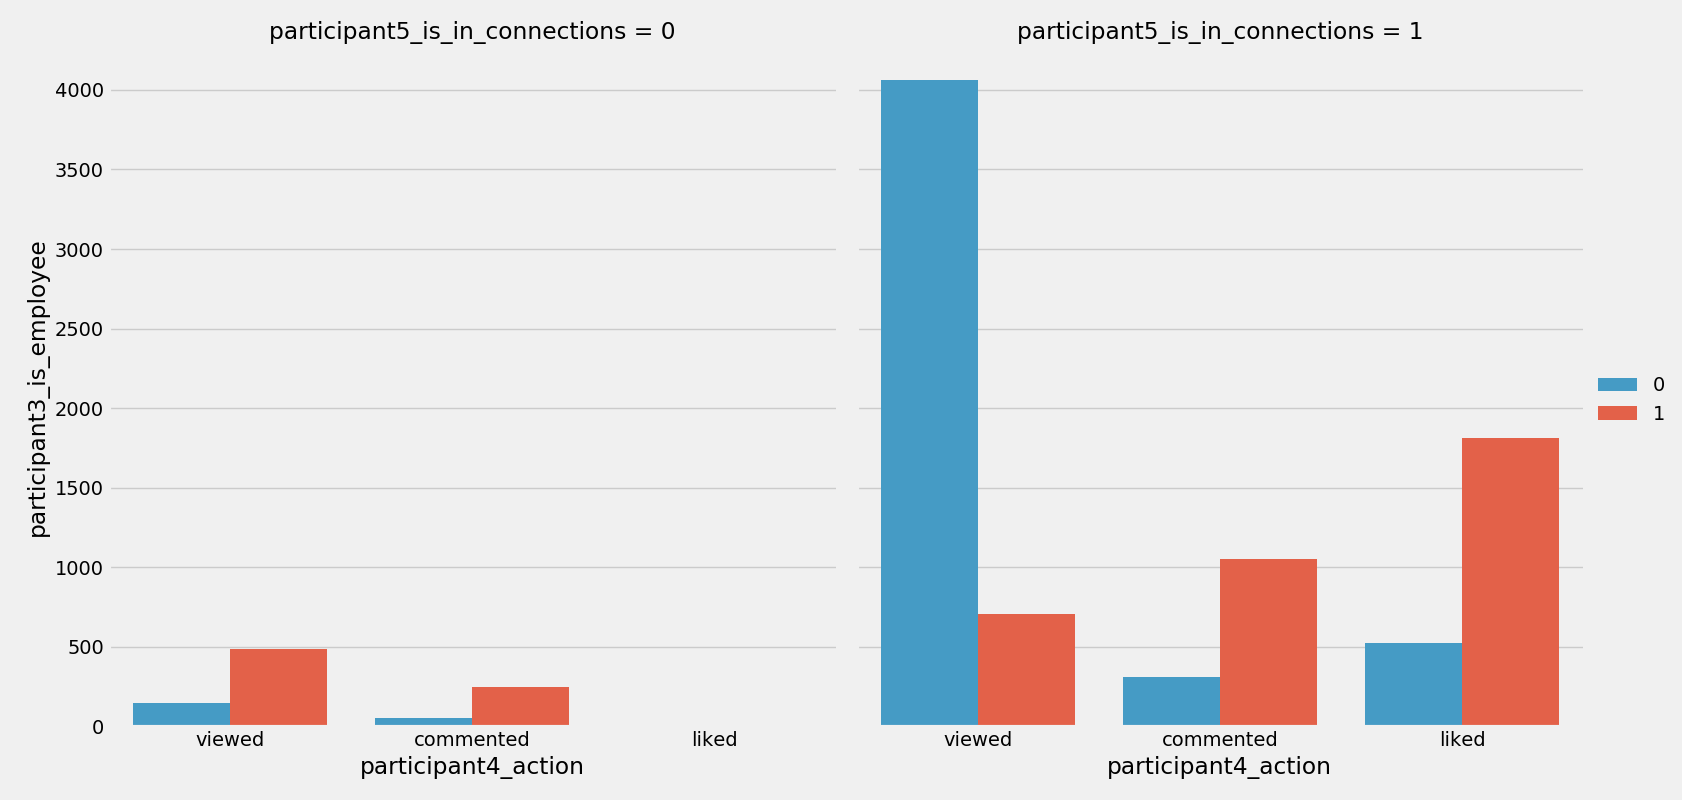 participant5_is_in_connections = 0
participant5_is_in_connections = 1
participant3_is_employee
4000
3500
3000
2500
2000
1500
1000
500
0
viewed
commented
liked
participant4_action
viewed
commented
liked
participant4_action
0
1